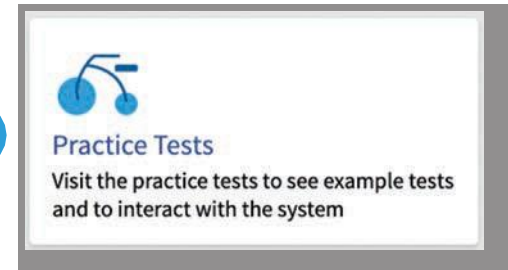 Practice Tests
Visit the practice tests to see example tests
and to interact with the system